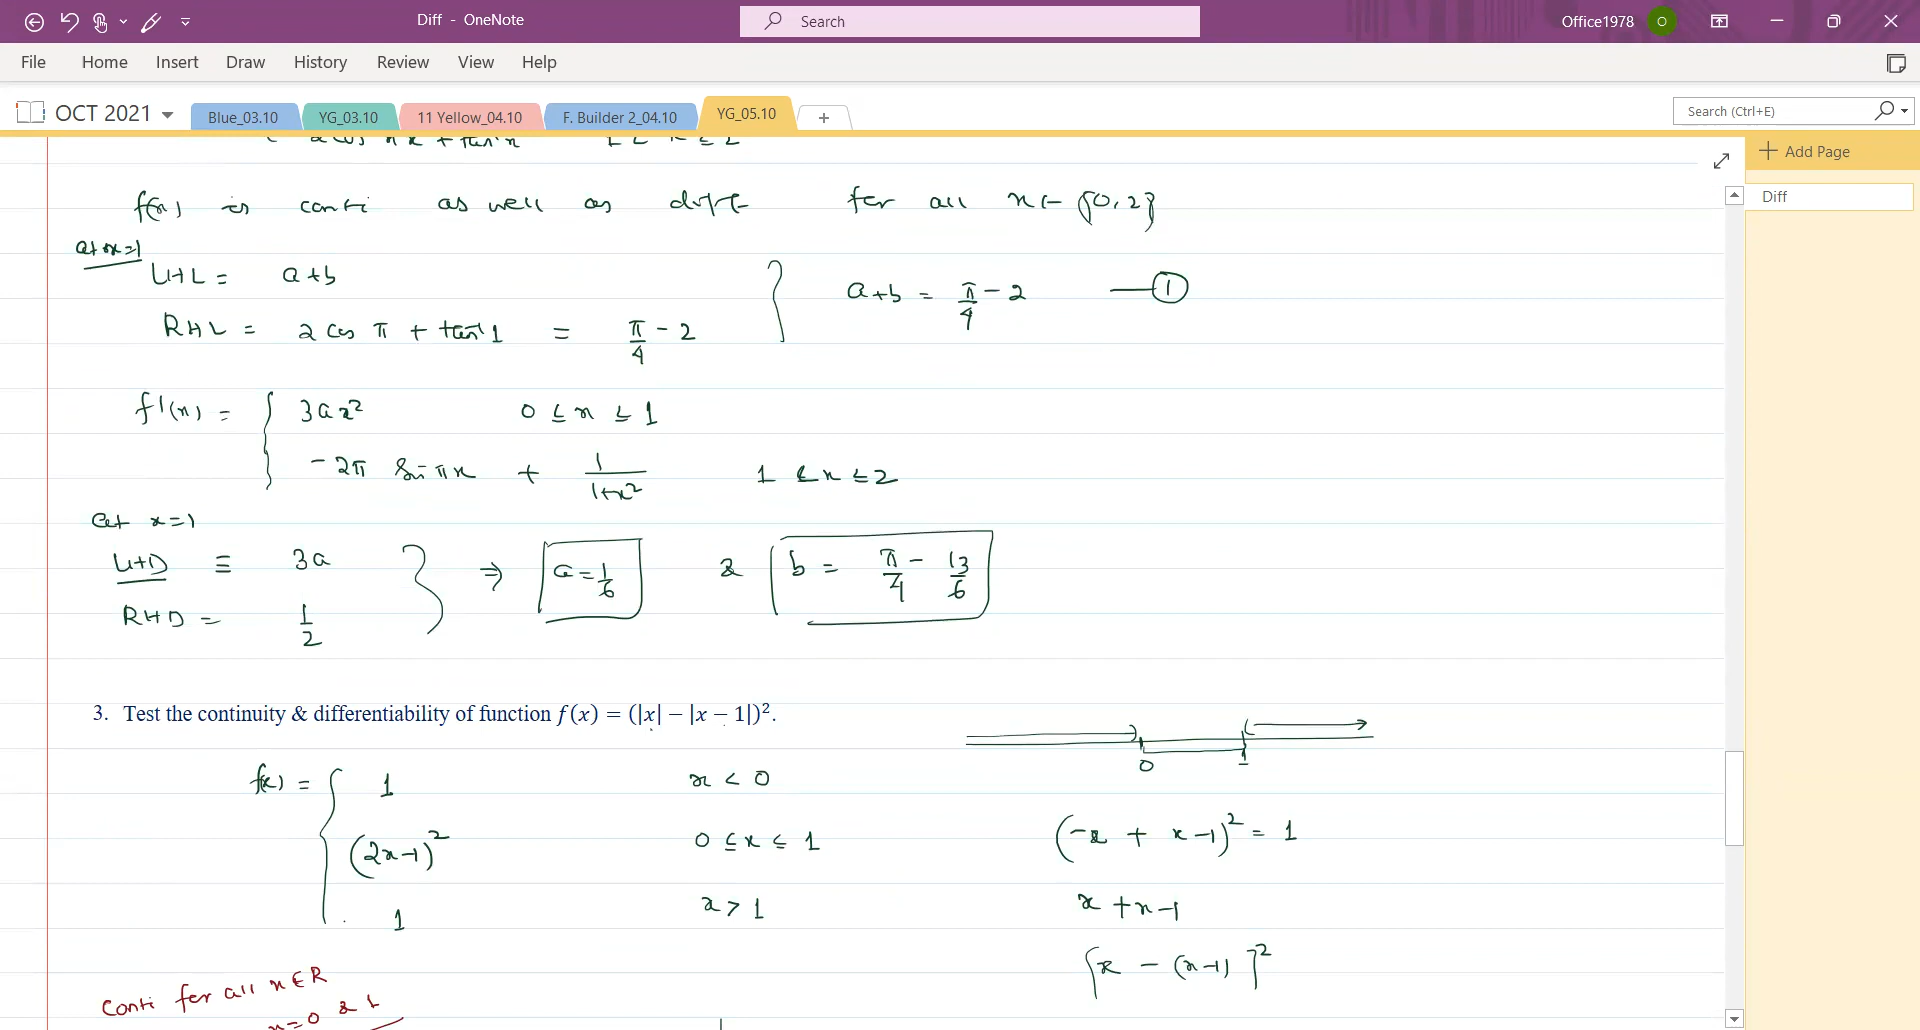 Diff - OneNote
Search
Office1978 O
File Home Insert Draw History Review View Help
OCT 2021 Blue_03.10 YG_03.10 11 Yellow_04.10 F. Builder 2_04.10 YG_05.10 +
Search (Ctrl+E)
Add Page
Diff
f(x) is conti as well as diff for all x ∈ [0, 2]
at x=1
LHL = a+b
RHL = 2 cos π + tan⁻¹ 1 = π/4 - 2
a+b = π/4 - 2 —①
f'(x) = { 3ax² 0 ≤ x ≤ 1
-2π sin πx + 1/(1+x²) 1 < x ≤ 2
at x=1
LHD = 3a
RHD = 1/2
⇒ a = 1/6 & b = π/4 - 13/6
3. Test the continuity & differentiability of function f(x) = (|x| − |x − 1|)².
0 1
f(x) = { 1 x < 0
(2x-1)² 0 ≤ x ≤ 1
1 x > 1
(-x + x-1)² = 1
x + x-1
[x - (x-1)]²
Conti for all x ∈ R
x=0 & 1